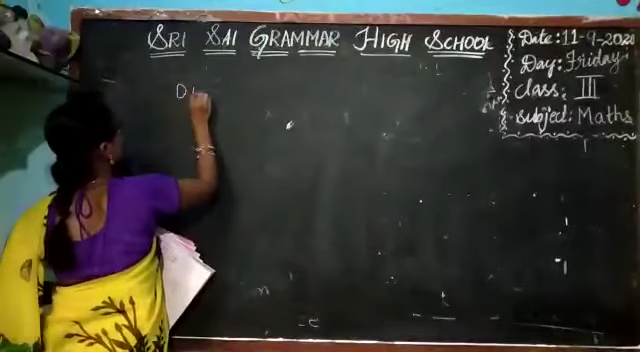 SRI SAI GRAMMAR HIGH SCHOOL
Date: 11-9-2020
Day: Friday
Class: III
Subject: Maths
D